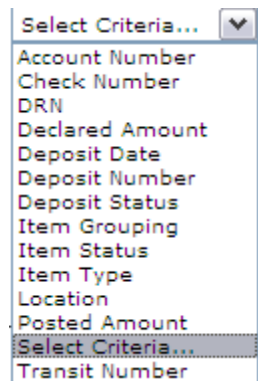 Select Criteria...
Account Number
Check Number
DRN
Declared Amount
Deposit Date
Deposit Number
Deposit Status
Item Grouping
Item Status
Item Type
Location
Posted Amount
Select Criteria...
Transit Number